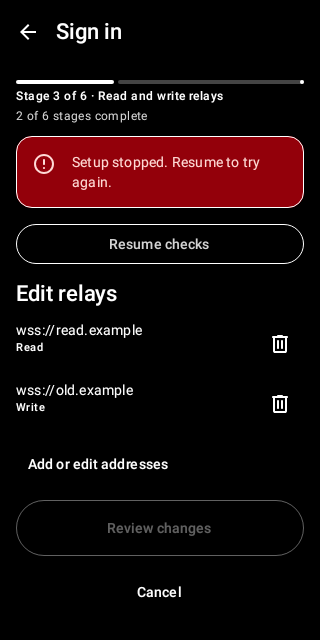 Sign in
Stage 3 of 6 · Read and write relays
2 of 6 stages complete
Setup stopped. Resume to try
again.
Resume checks
Edit relays
wss://read.example
Read
wss://old.example
Write
Add or edit addresses
Review changes
Cancel